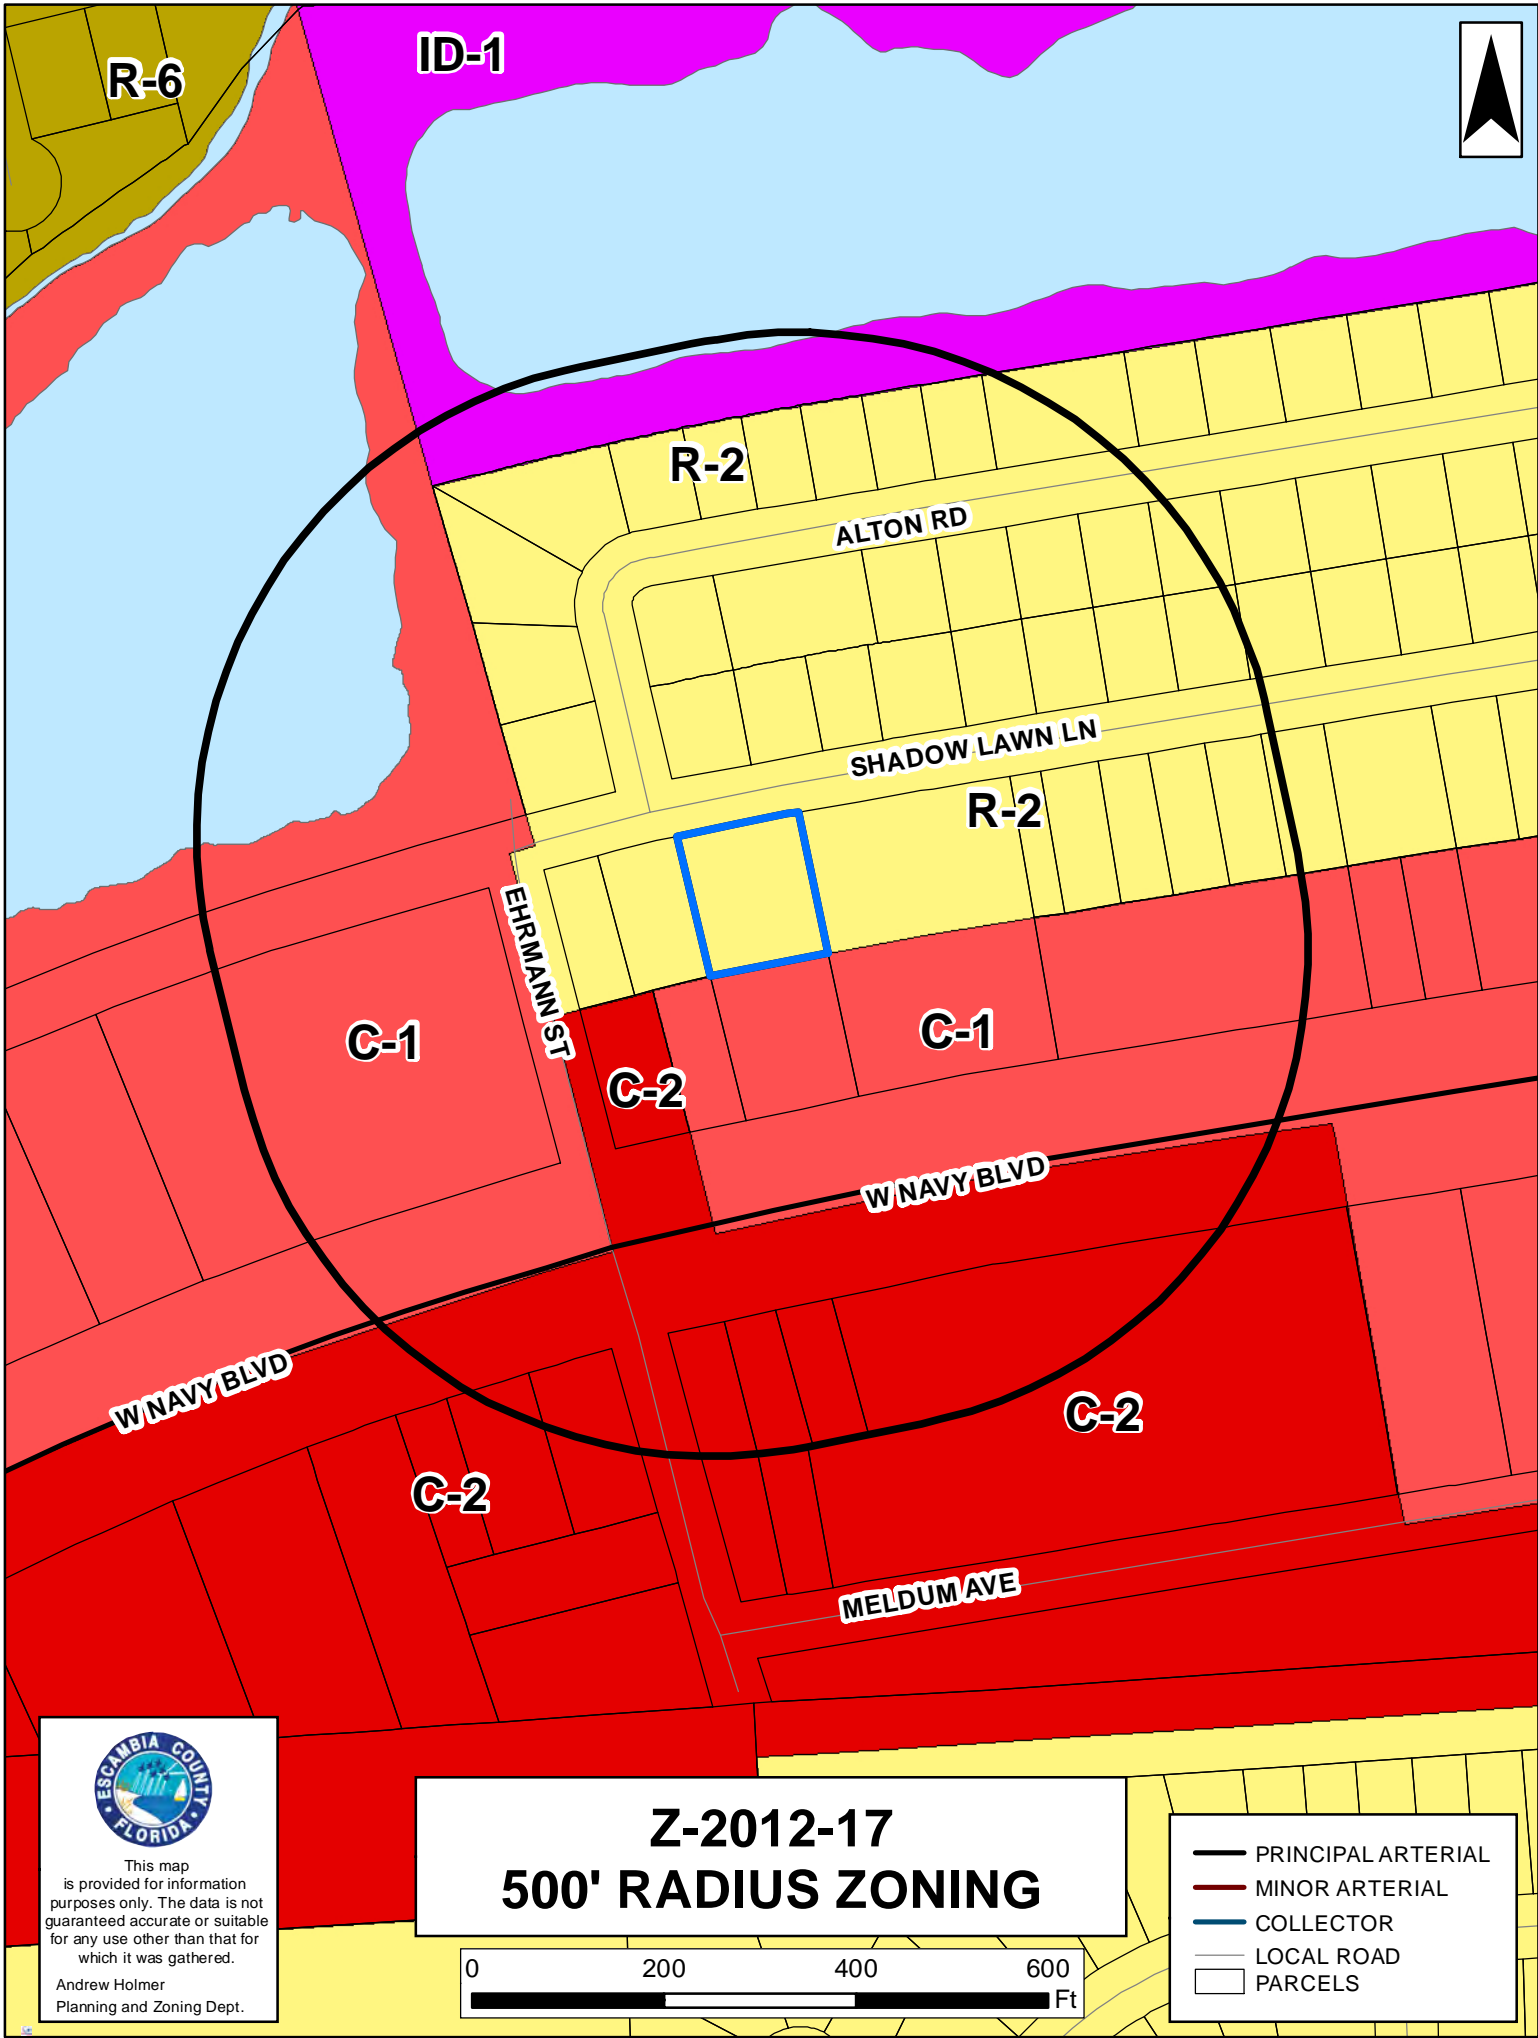 ID-1
R-6
R-2
ALTON RD
SHADOW LAWN LN
R-2
EHRMANN ST
C-1
C-1
C-2
W NAVY BLVD
W NAVY BLVD
C-2
C-2
MELDUM AVE
ESCAMBIA COUNTY
FLORIDA
This map
is provided for information
purposes only. The data is not
guaranteed accurate or suitable
for any use other than that for
which it was gathered.
Andrew Holmer
Planning and Zoning Dept.
Z-2012-17
500' RADIUS ZONING
0 200 400 600
Ft
PRINCIPAL ARTERIAL
MINOR ARTERIAL
COLLECTOR
LOCAL ROAD
PARCELS